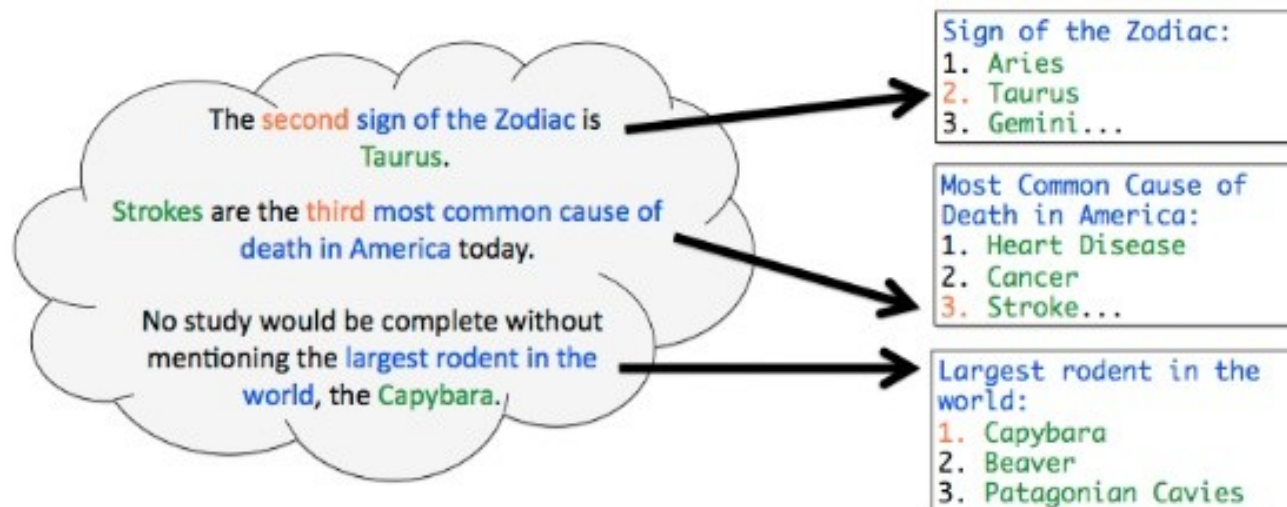 The second sign of the Zodiac is
Taurus.
Strokes are the third most common cause of
death in America today.
No study would be complete without
mentioning the largest rodent in the
world, the Capybara.
Sign of the Zodiac:
1. Aries
2. Taurus
3. Gemini...
Most Common Cause of
Death in America:
1. Heart Disease
2. Cancer
3. Stroke...
Largest rodent in the
world:
1. Capybara
2. Beaver
3. Patagonian Cavies